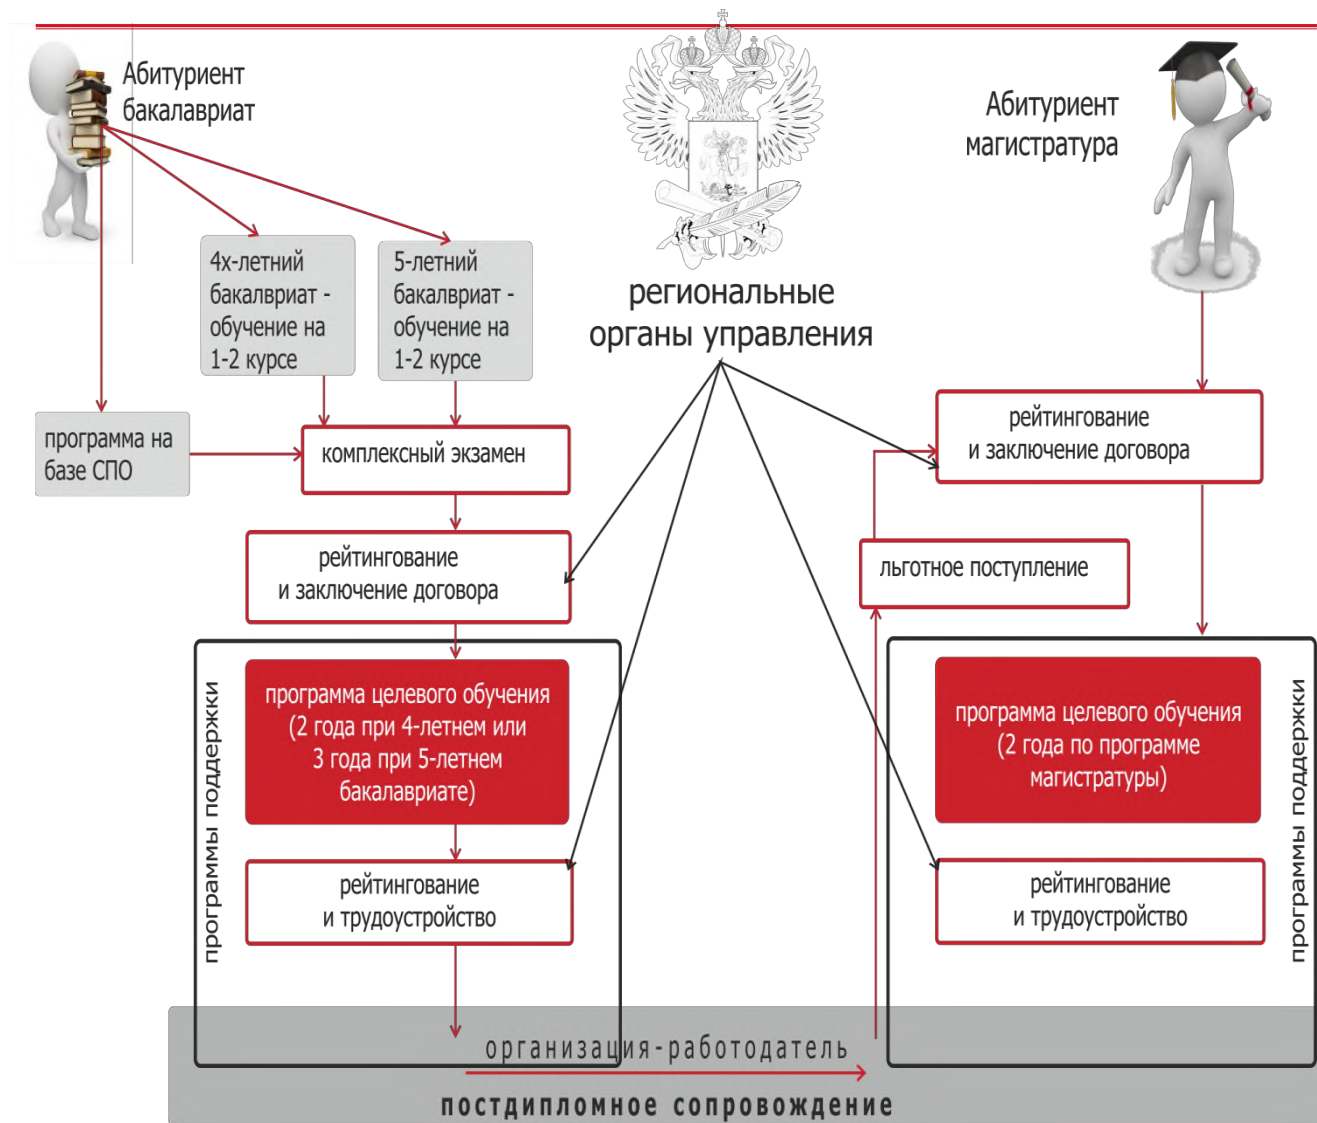 Абитуриент
бакалавриат
Абитуриент
магистратура
4х-летний
бакалвриат -
обучение на
1-2 курсе
5-летний
бакалвриат -
обучение на
1-2 курсе
региональные
органы управления
программа на
базе СПО
комплексный экзамен
рейтингование
и заключение договора
рейтингование
и заключение договора
льготное поступление
программы поддержки
программа целевого обучения
(2 года при 4-летнем или
3 года при 5-летнем
бакалавриате)
рейтингование
и трудоустройство
программа целевого обучения
(2 года по программе
магистратуры)
рейтингование
и трудоустройство
программы поддержки
организация-работодатель
постдипломное сопровождение